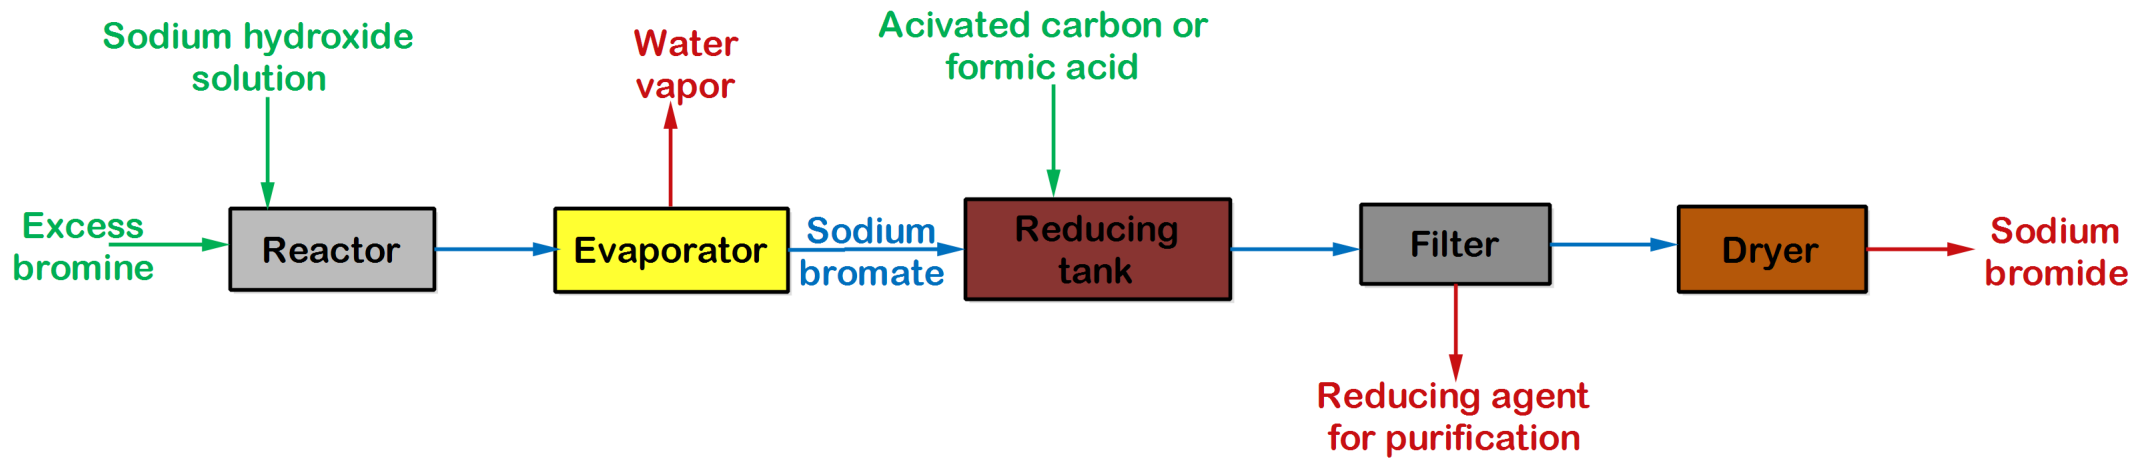 Sodium hydroxide
solution
Water
vapor
Acivated carbon or
formic acid
Excess
bromine
Reactor
Evaporator
Sodium
bromate
Reducing
tank
Filter
Dryer
Sodium
bromide
Reducing agent
for purification